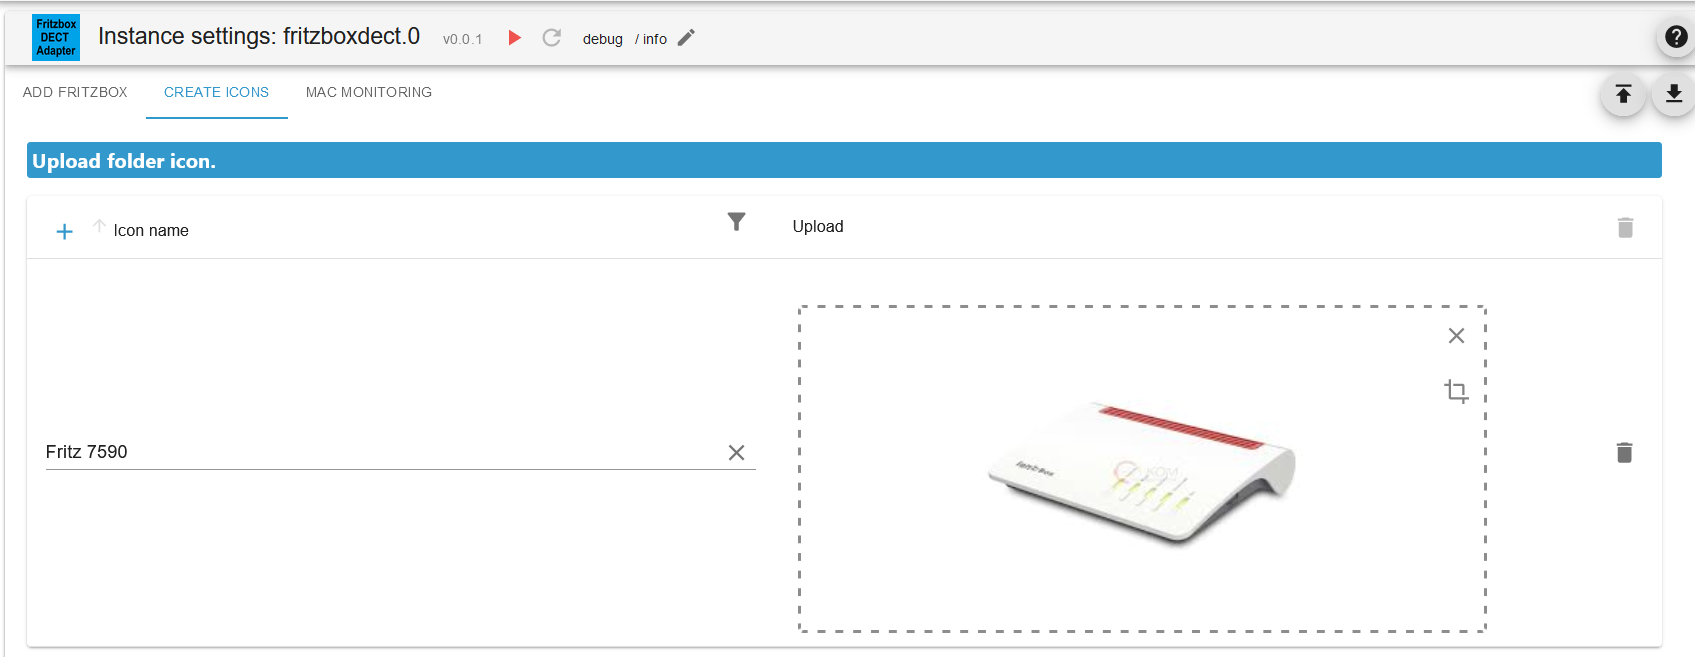 Fritzbox
DECT
Adapter
Instance settings: fritzboxdect.0 v0.0.1 debug / info
ADD FRITZBOX CREATE ICONS MAC MONITORING
Upload folder icon.
Icon name Upload
Fritz 7590